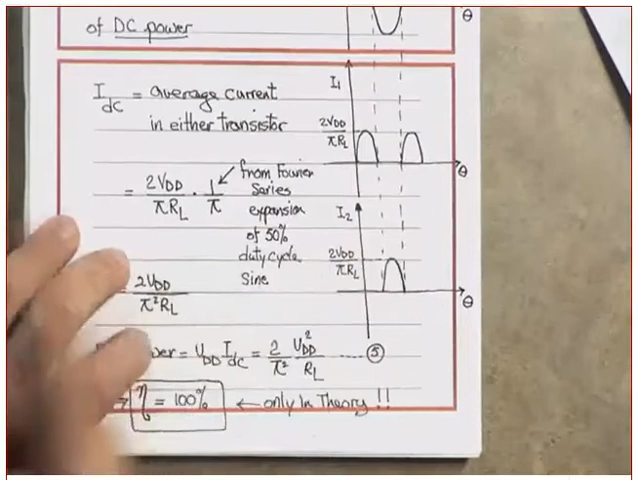 of DC power
θ
I_dc = average current
in either transistor
= 2V_DD/πR_L · 1/π
from Fourier
Series
expansion
of 50%
duty cycle
Sine
2V_DD/π²R_L
= V_DD I_dc = 2/π² V_DD²/R_L
⑤
η = 100% ← only In Theory !!
I₁
2V_DD/πR_L
θ
I₂
2V_DD/πR_L
θ